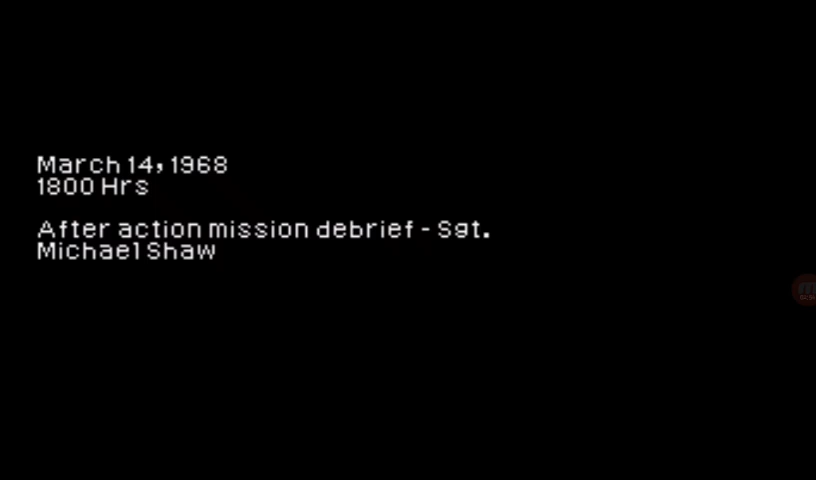 March 14, 1968
1800 Hrs
After action mission debrief - Sgt.
Michael Shaw